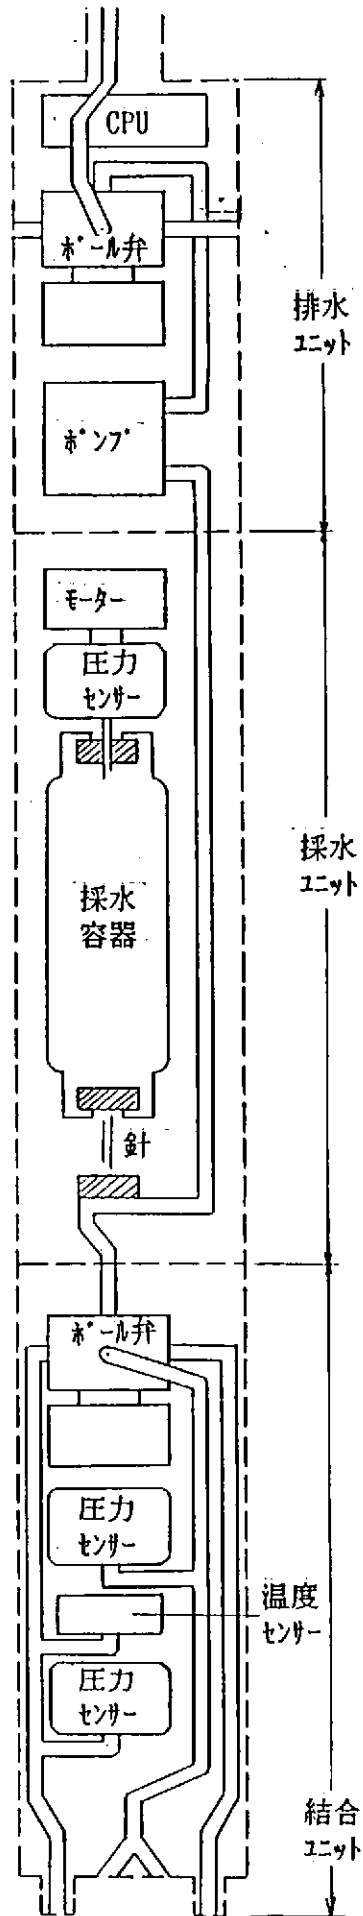 CPU
ボール弁
排水
ユニット
ポンプ
モーター
圧力
センサー
採水
容器
採水
ユニット
針
ボール弁
圧力
センサー
温度
センサー
圧力
センサー
結合
ユニット